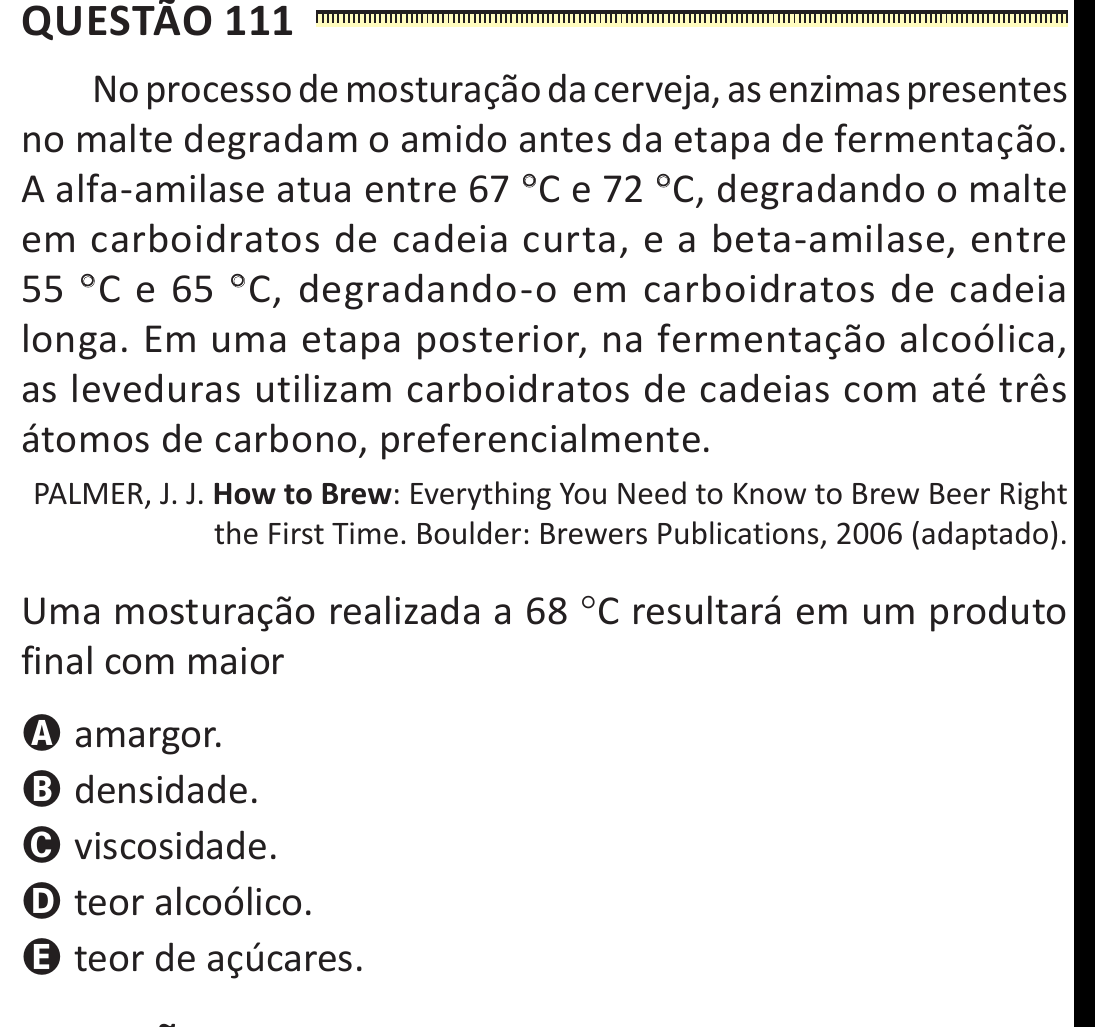 QUESTÃO 111
No processo de mosturação da cerveja, as enzimas presentes
no malte degradam o amido antes da etapa de fermentação.
A alfa-amilase atua entre 67 °C e 72 °C, degradando o malte
em carboidratos de cadeia curta, e a beta-amilase, entre
55 °C e 65 °C, degradando-o em carboidratos de cadeia
longa. Em uma etapa posterior, na fermentação alcoólica,
as leveduras utilizam carboidratos de cadeias com até três
átomos de carbono, preferencialmente.
PALMER, J. J. How to Brew: Everything You Need to Know to Brew Beer Right
the First Time. Boulder: Brewers Publications, 2006 (adaptado).
Uma mosturação realizada a 68 °C resultará em um produto
final com maior
A amargor.
B densidade.
C viscosidade.
D teor alcoólico.
E teor de açúcares.